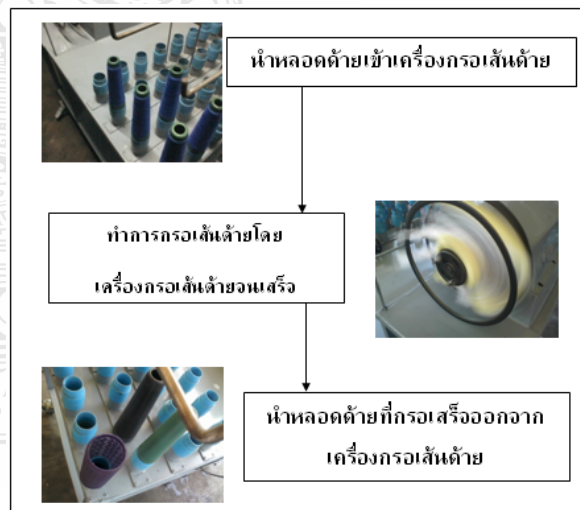 นำหลอดด้ายเข้าเครื่องกรอเส้นด้าย
ทำการกรอเส้นด้ายโดย
เครื่องกรอเส้นด้ายจนเสร็จ
นำหลอดด้ายที่กรอเสร็จออกจาก
เครื่องกรอเส้นด้าย